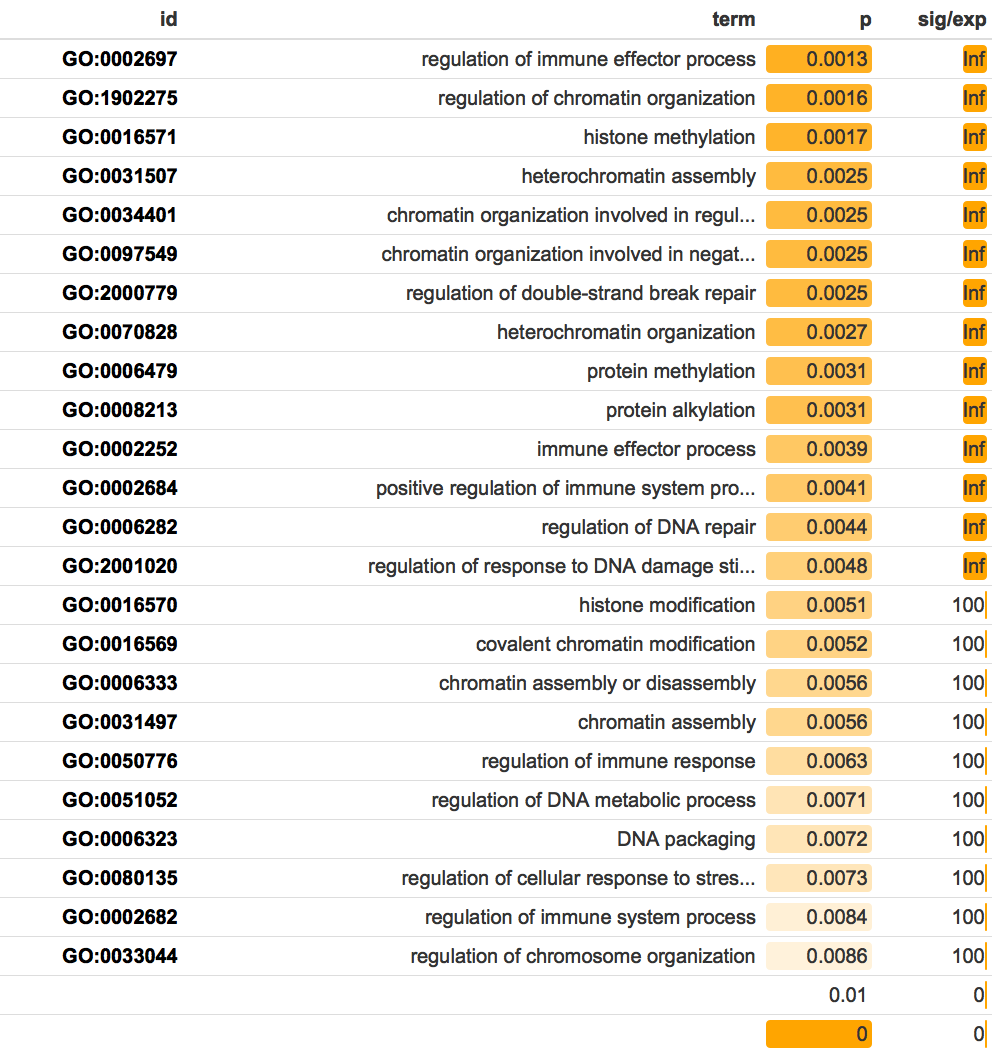 id term p sig/exp
GO:0002697 regulation of immune effector process 0.0013 Inf
GO:1902275 regulation of chromatin organization 0.0016 Inf
GO:0016571 histone methylation 0.0017 Inf
GO:0031507 heterochromatin assembly 0.0025 Inf
GO:0034401 chromatin organization involved in regul... 0.0025 Inf
GO:0097549 chromatin organization involved in negat... 0.0025 Inf
GO:2000779 regulation of double-strand break repair 0.0025 Inf
GO:0070828 heterochromatin organization 0.0027 Inf
GO:0006479 protein methylation 0.0031 Inf
GO:0008213 protein alkylation 0.0031 Inf
GO:0002252 immune effector process 0.0039 Inf
GO:0002684 positive regulation of immune system pro... 0.0041 Inf
GO:0006282 regulation of DNA repair 0.0044 Inf
GO:2001020 regulation of response to DNA damage sti... 0.0048 Inf
GO:0016570 histone modification 0.0051 100
GO:0016569 covalent chromatin modification 0.0052 100
GO:0006333 chromatin assembly or disassembly 0.0056 100
GO:0031497 chromatin assembly 0.0056 100
GO:0050776 regulation of immune response 0.0063 100
GO:0051052 regulation of DNA metabolic process 0.0071 100
GO:0006323 DNA packaging 0.0072 100
GO:0080135 regulation of cellular response to stres... 0.0073 100
GO:0002682 regulation of immune system process 0.0084 100
GO:0033044 regulation of chromosome organization 0.0086 100
0.01 0
0 0